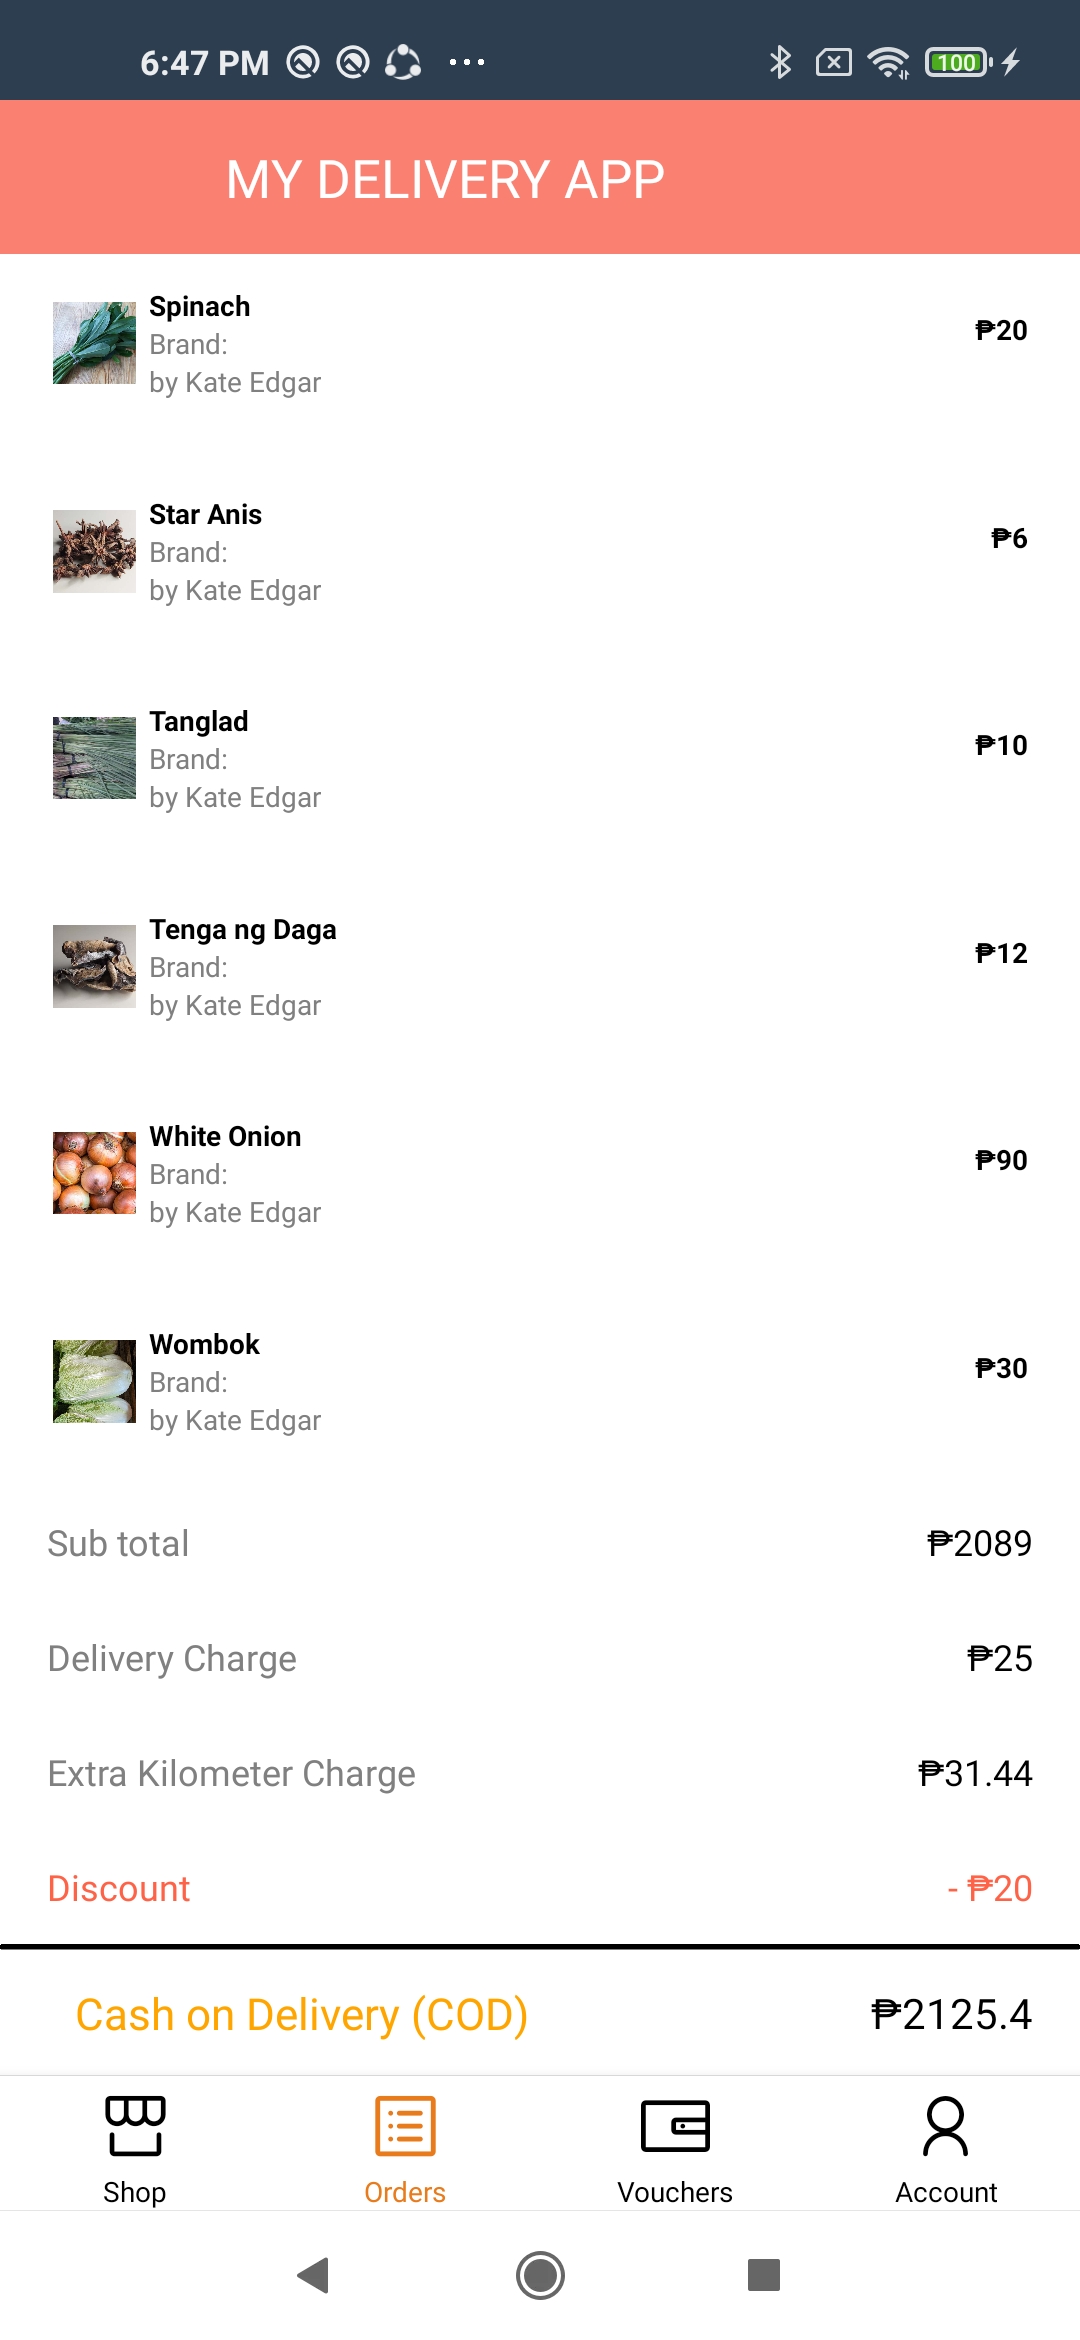 6:47 PM
100
MY DELIVERY APP
Spinach
Brand:
by Kate Edgar
₱20
Star Anis
Brand:
by Kate Edgar
₱6
Tanglad
Brand:
by Kate Edgar
₱10
Tenga ng Daga
Brand:
by Kate Edgar
₱12
White Onion
Brand:
by Kate Edgar
₱90
Wombok
Brand:
by Kate Edgar
₱30
Sub total ₱2089
Delivery Charge ₱25
Extra Kilometer Charge ₱31.44
Discount - ₱20
Cash on Delivery (COD) ₱2125.4
Shop Orders Vouchers Account